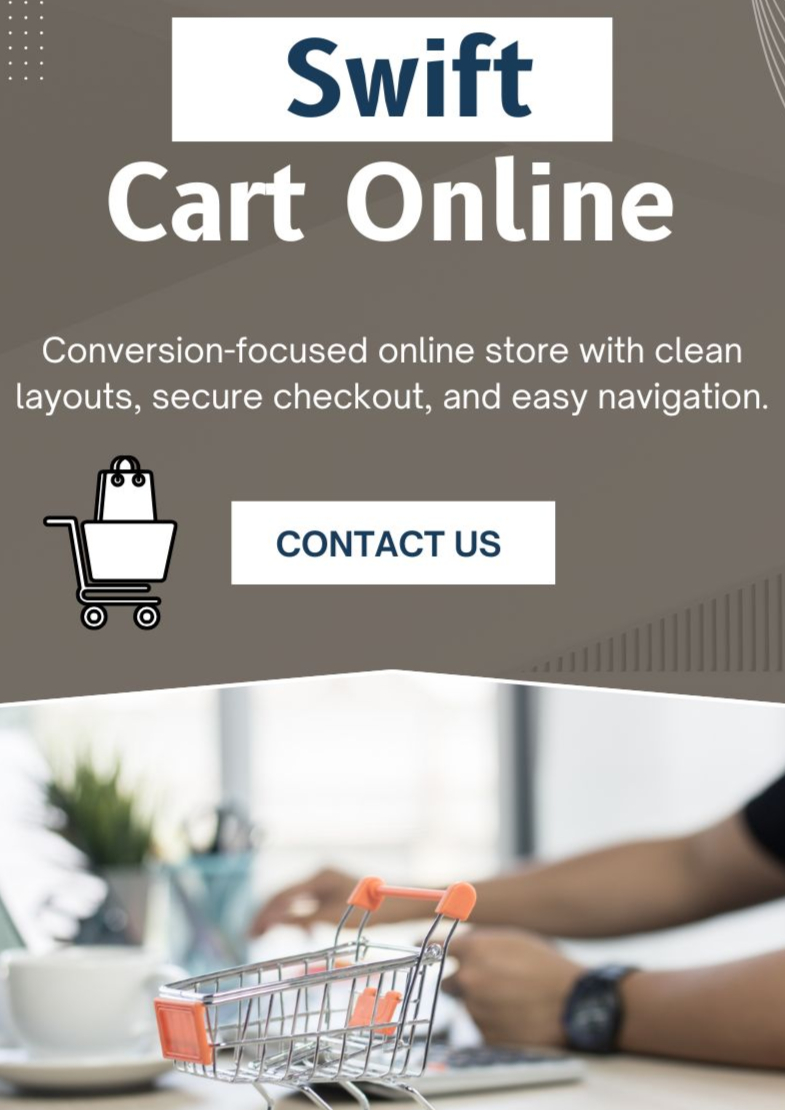 Swift
Cart Online
Conversion-focused online store with clean
layouts, secure checkout, and easy navigation.
CONTACT US